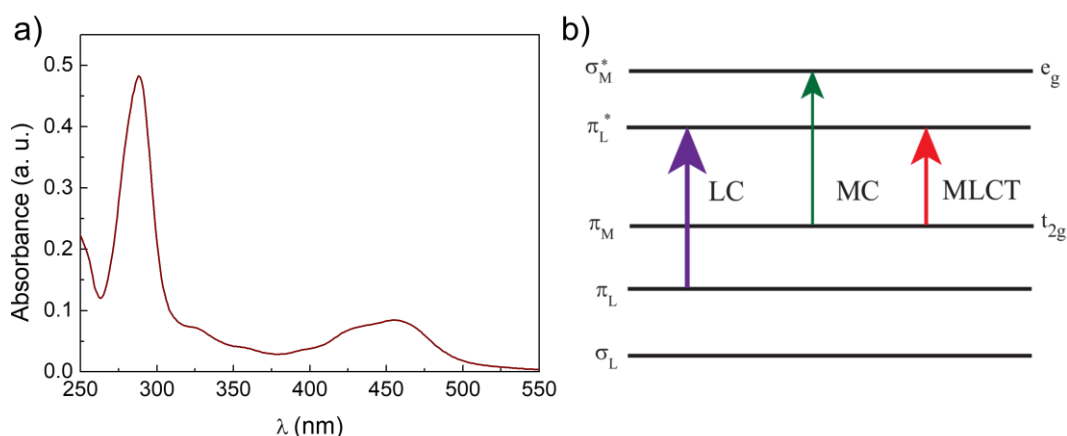 a)
Absorbance (a. u.)
0.5
0.4
0.3
0.2
0.1
0.0
250 300 350 400 450 500 550
λ (nm)
b)
σ*M eg
π*L
LC MC MLCT
πM t2g
πL
σL